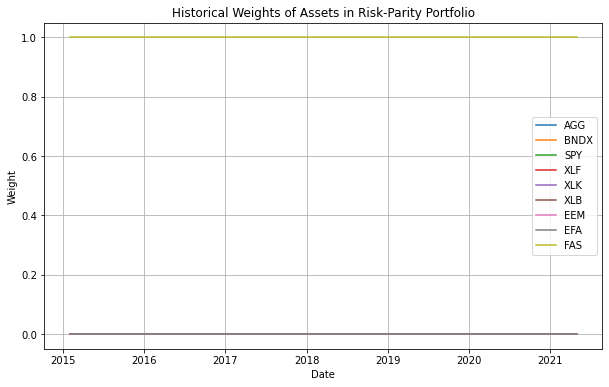 Historical Weights of Assets in Risk-Parity Portfolio
1.0
0.8
0.6
0.4
0.2
0.0
Weight
AGG
BNDX
SPY
XLF
XLK
XLB
EEM
EFA
FAS
2015 2016 2017 2018 2019 2020 2021
Date